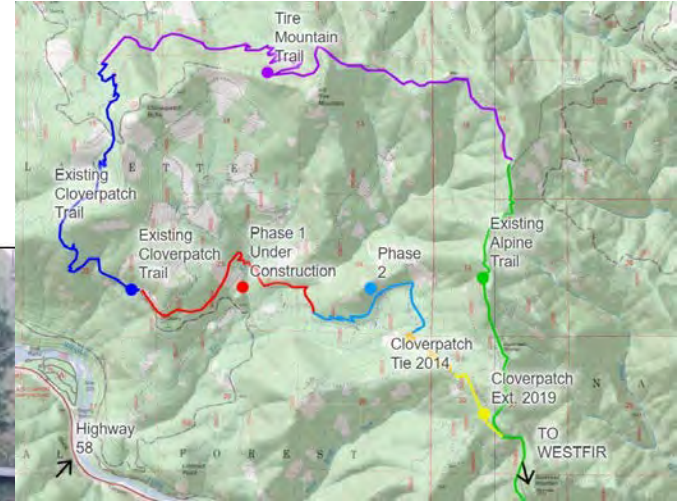 Tire
Mountain
Trail
Existing
Cloverpatch
Trail
Existing
Cloverpatch
Trail
Phase 1
Under
Construction
Phase
2
Existing
Alpine
Trail
Cloverpatch
Tie 2014
Cloverpatch
Ext. 2019
TO
WESTFIR
Highway
58
L
E T T E
N A
A L
F O R E S T